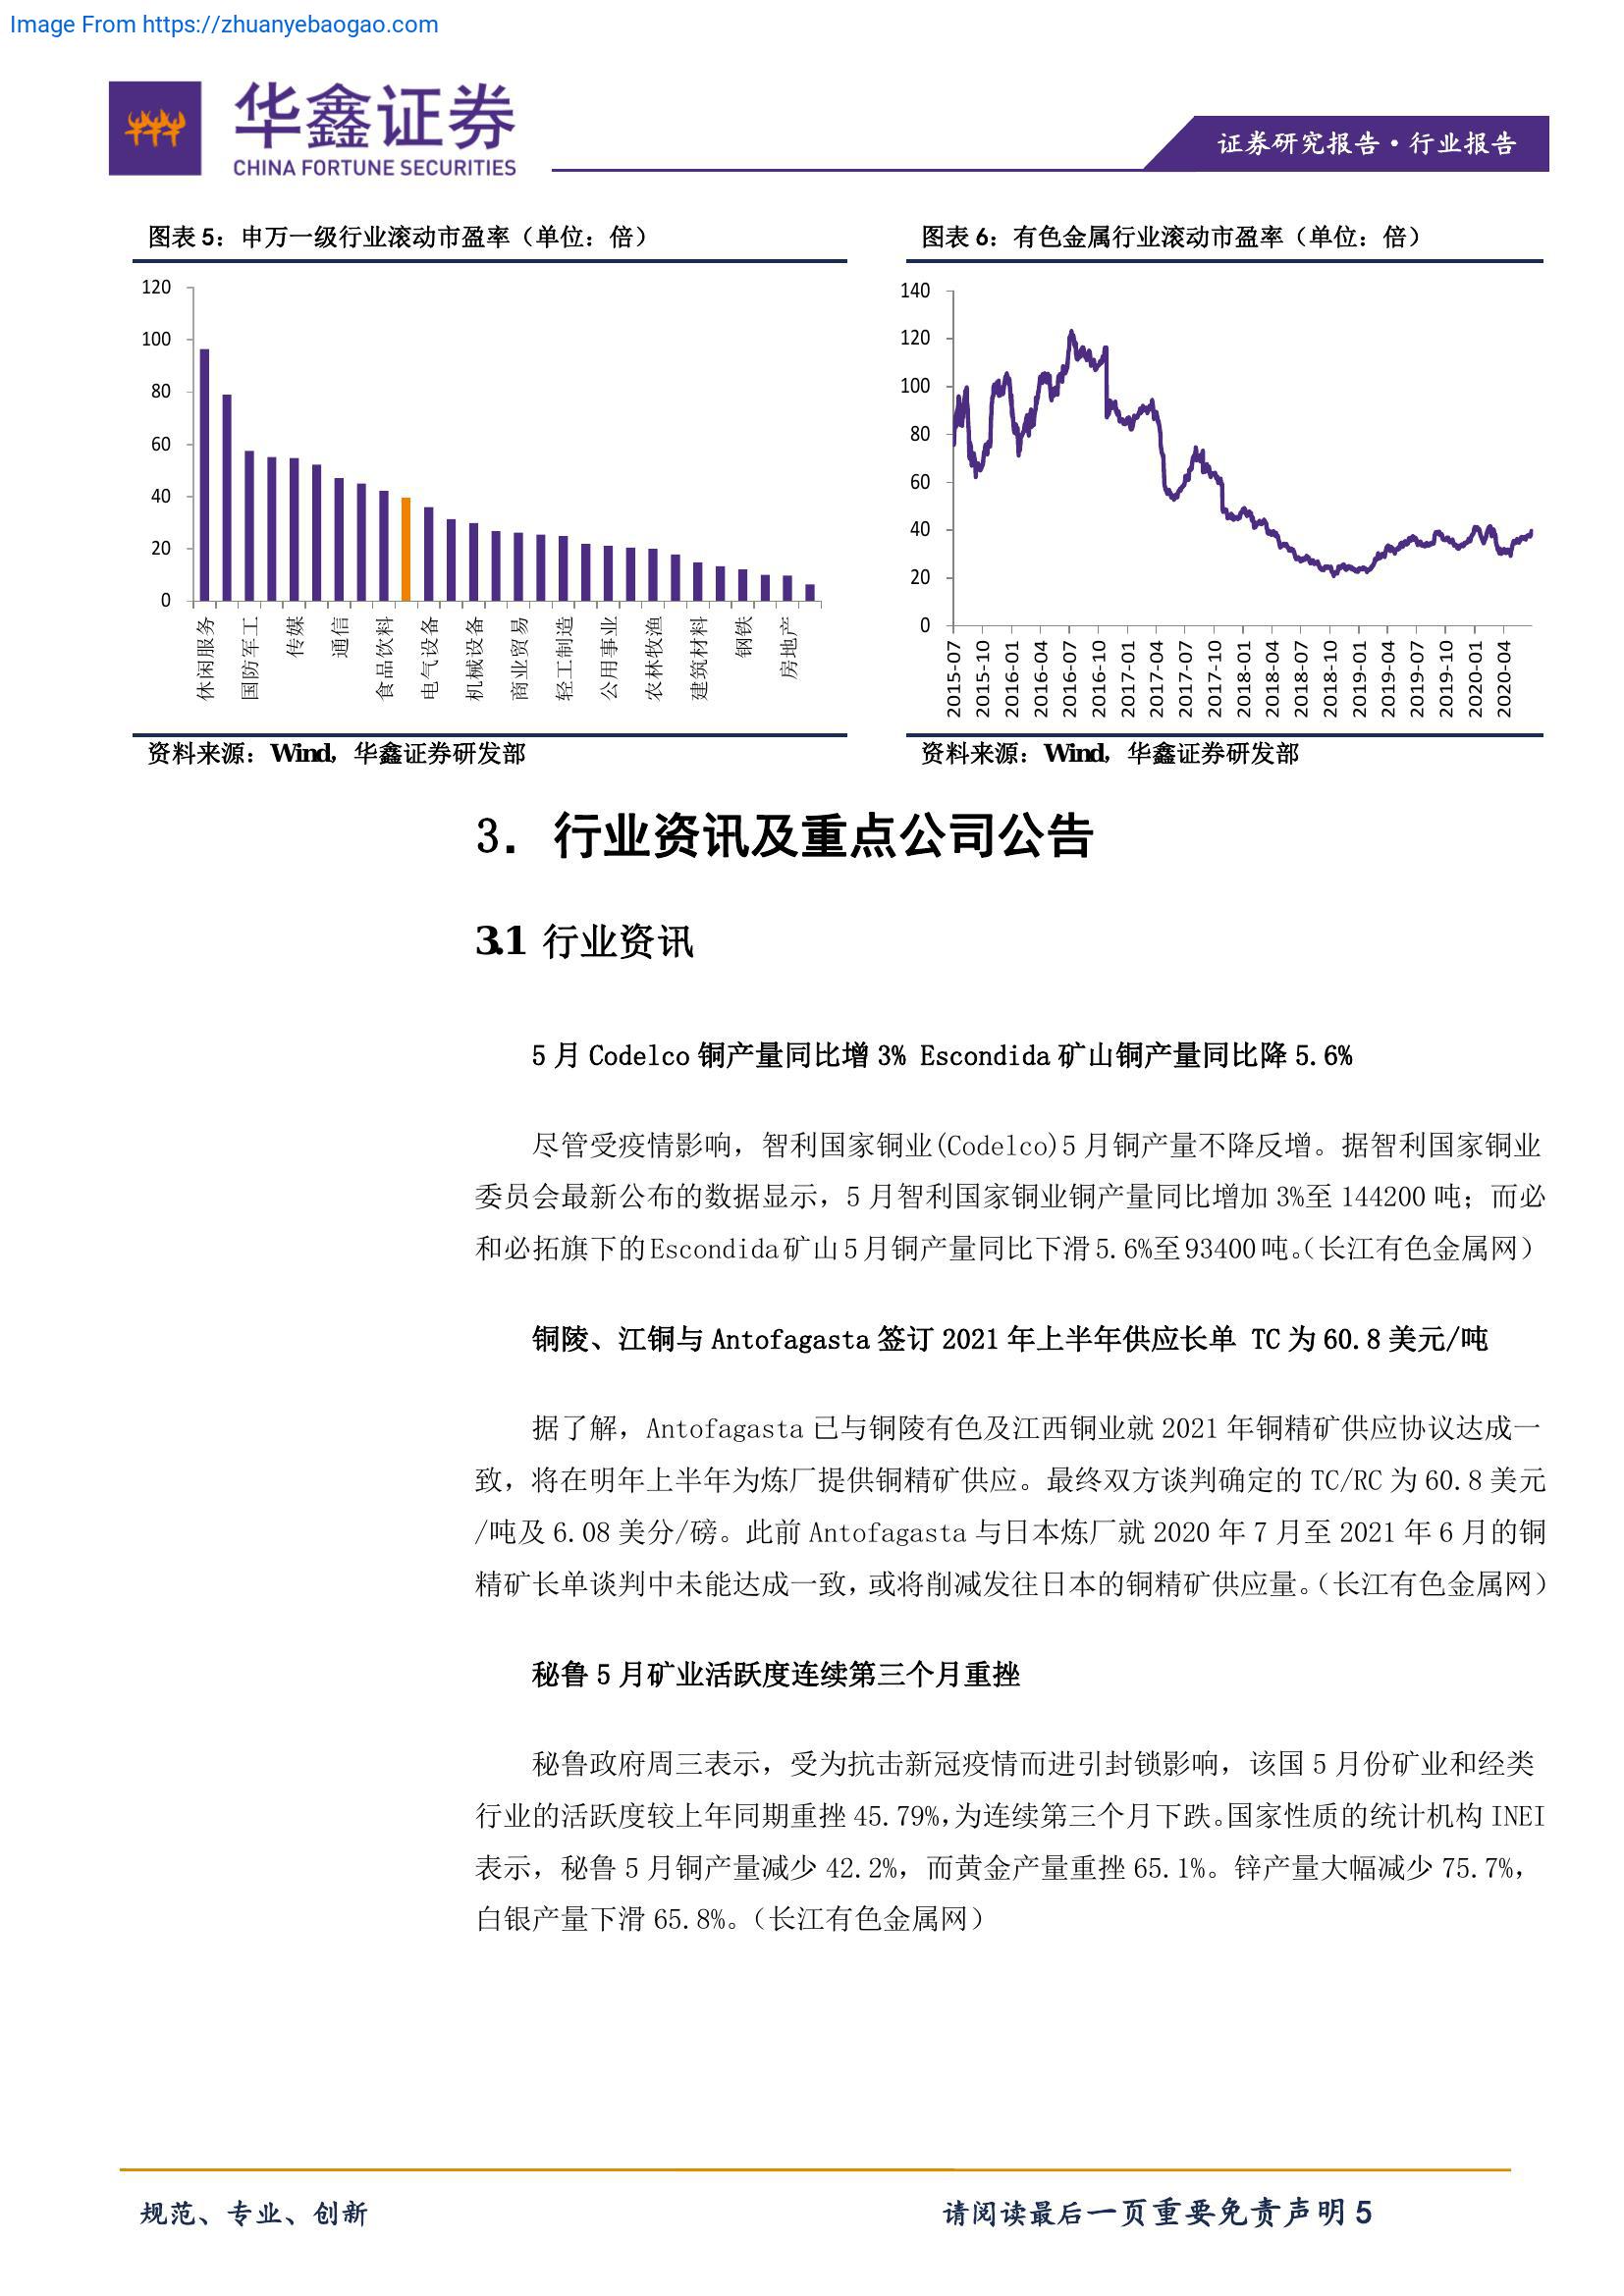 Image From https://zhuanyebaogao.com
华鑫证券
CHINA FORTUNE SECURITIES
证券研究报告·行业报告
图表 5：申万一级行业滚动市盈率（单位：倍）
120
100
80
60
40
20
0
休闲服务
国防军工
传媒
通信
食品饮料
电气设备
机械设备
商业贸易
轻工制造
公用事业
农林牧渔
建筑材料
钢铁
房地产
资料来源：Wind，华鑫证券研发部
图表 6：有色金属行业滚动市盈率（单位：倍）
140
120
100
80
60
40
20
0
2015-07
2015-10
2016-01
2016-04
2016-07
2016-10
2017-01
2017-04
2017-07
2017-10
2018-01
2018-04
2018-07
2018-10
2019-01
2019-04
2019-07
2019-10
2020-01
2020-04
资料来源：Wind，华鑫证券研发部
3. 行业资讯及重点公司公告
3.1 行业资讯
5 月 Codelco 铜产量同比增 3% Escondida 矿山铜产量同比降 5.6%
尽管受疫情影响，智利国家铜业(Codelco)5 月铜产量不降反增。据智利国家铜业
委员会最新公布的数据显示，5 月智利国家铜业铜产量同比增加 3%至 144200 吨；而必
和必拓旗下的 Escondida 矿山 5 月铜产量同比下滑 5.6%至 93400 吨。（长江有色金属网）
铜陵、江铜与 Antofagasta 签订 2021 年上半年供应长单 TC 为 60.8 美元/吨
据了解，Antofagasta 已与铜陵有色及江西铜业就 2021 年铜精矿供应协议达成一
致，将在明年上半年为炼厂提供铜精矿供应。最终双方谈判确定的 TC/RC 为 60.8 美元
/吨及 6.08 美分/磅。此前 Antofagasta 与日本炼厂就 2020 年 7 月至 2021 年 6 月的铜
精矿长单谈判中未能达成一致，或将削减发往日本的铜精矿供应量。（长江有色金属网）
秘鲁 5 月矿业活跃度连续第三个月重挫
秘鲁政府周三表示，受为抗击新冠疫情而进引封锁影响，该国 5 月份矿业和经类
行业的活跃度较上年同期重挫 45.79%，为连续第三个月下跌。国家性质的统计机构 INEI
表示，秘鲁 5 月铜产量减少 42.2%，而黄金产量重挫 65.1%。锌产量大幅减少 75.7%，
白银产量下滑 65.8%。（长江有色金属网）
规范、专业、创新
请阅读最后一页重要免责声明 5